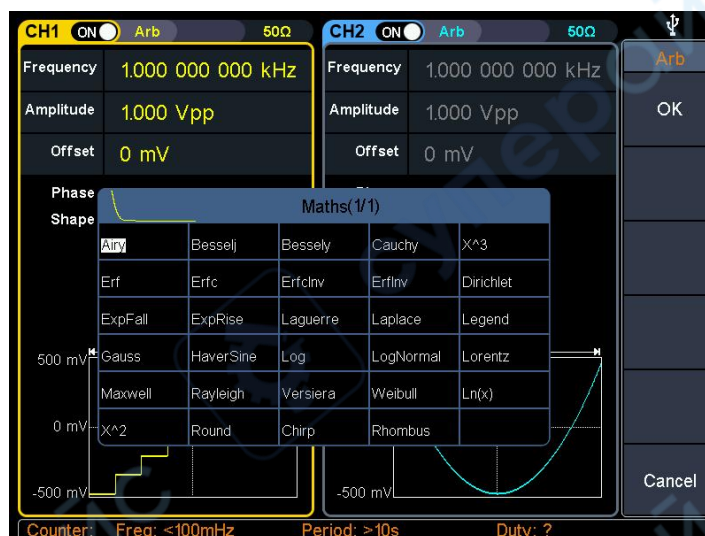 CH1 ON Arb 50Ω CH2 ON Arb 50Ω
Arb
Frequency 1.000 000 000 kHz Frequency 1.000 000 000 kHz
Amplitude 1.000 Vpp Amplitude 1.000 Vpp OK
Offset 0 mV Offset 0 mV
Phase
Shape
Maths(1/1)
Airy Besselj Bessely Cauchy X^3
Erf Erfc ErfcInv ErfInv Dirichlet
ExpFall ExpRise Laguerre Laplace Legend
500 mV Gauss HaverSine Log LogNormal Lorentz
Maxwell Rayleigh Versiera Weibull Ln(x)
0 mV X^2 Round Chirp Rhombus
-500 mV -500 mV Cancel
Counter: Freq: <100mHz Period: >10s Duty: ?